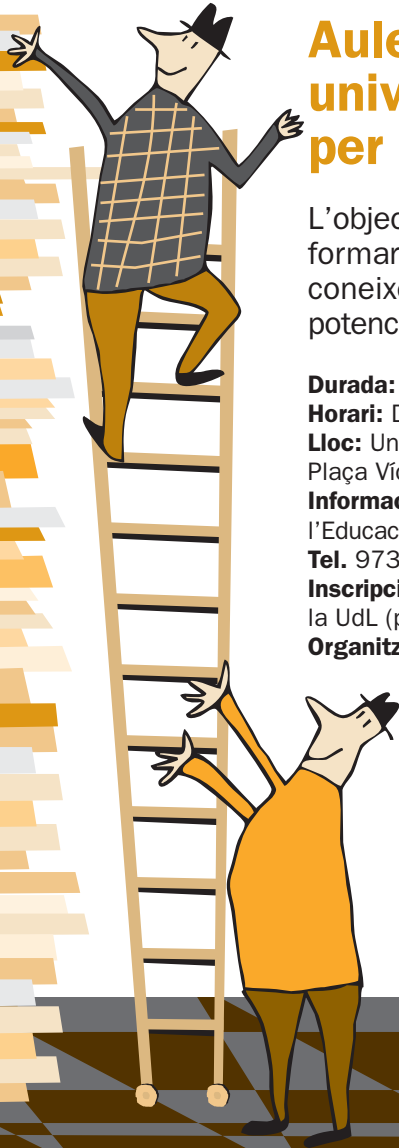 Aule
univ
per
L'objec
formar
coneixe
potenc
Durada:
Horari: D
Lloc: Un
Plaça Víc
Informac
l'Educac
Tel. 973
Inscripci
la UdL (p
Organitz